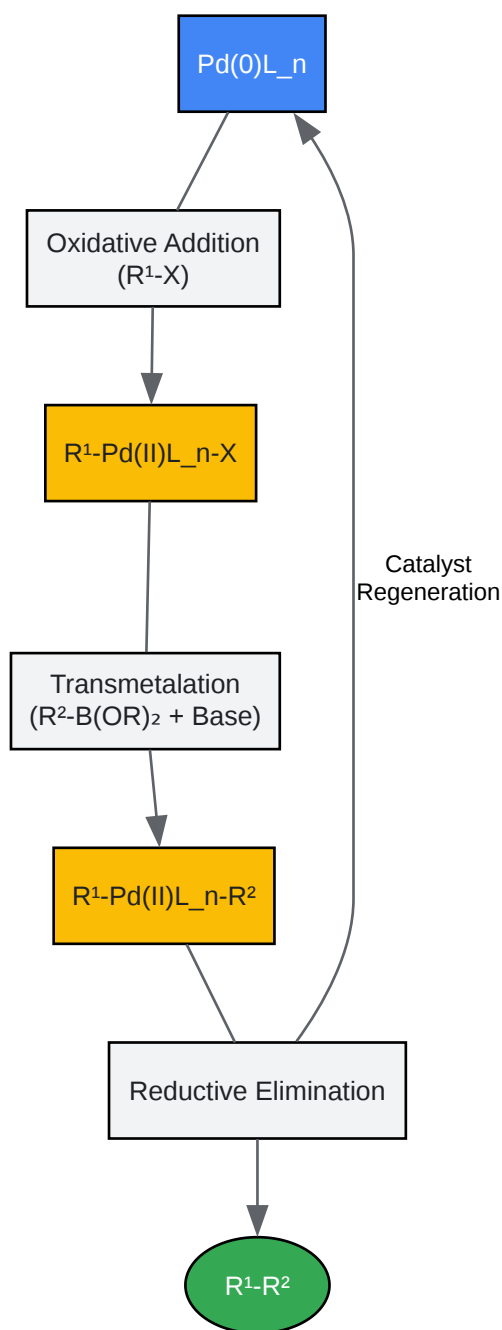 Pd(0)L_n
Oxidative Addition
(R¹-X)
R¹-Pd(II)L_n-X
Catalyst
Regeneration
Transmetalation
(R²-B(OR)₂ + Base)
R¹-Pd(II)L_n-R²
Reductive Elimination
R¹-R²